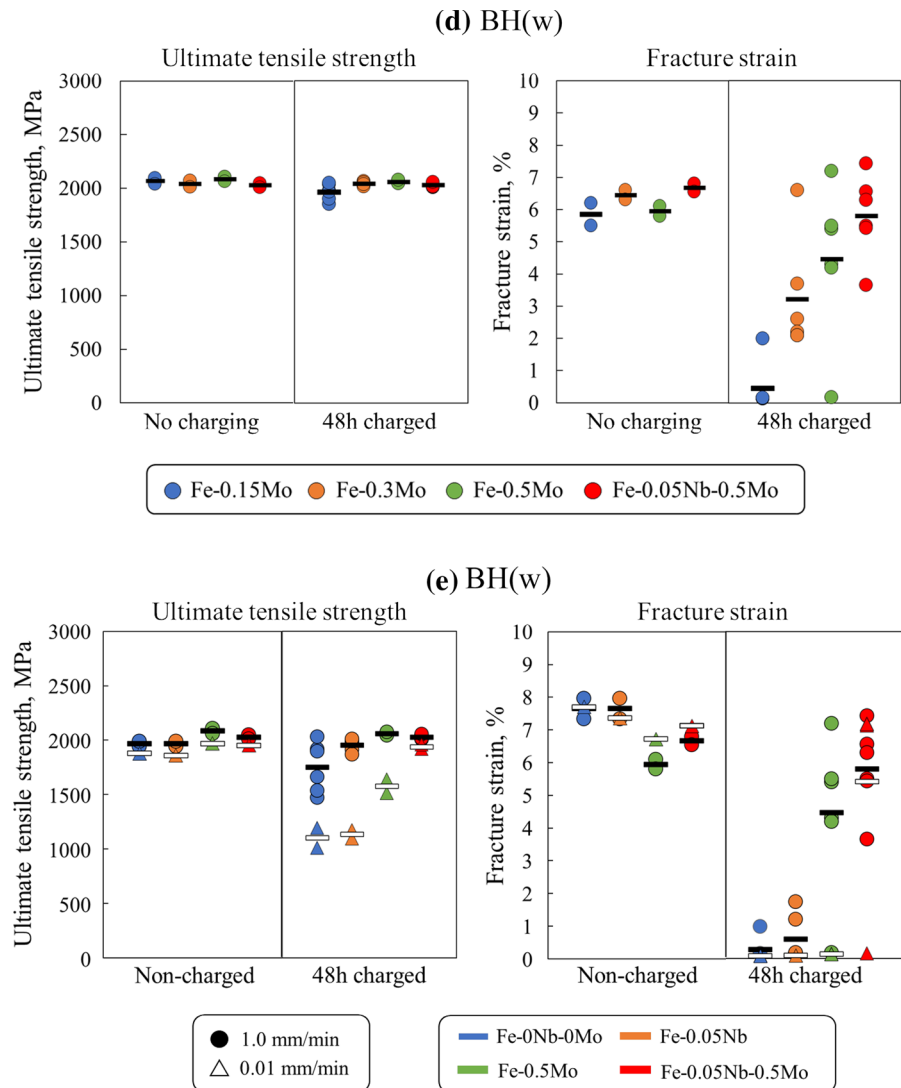 (d) BH(w)
Ultimate tensile strength
Fracture strain
Ultimate tensile strength, MPa
3000
2500
2000
1500
1000
500
0
No charging
48h charged
Fracture strain, %
10
9
8
7
6
5
4
3
2
1
0
No charging
48h charged
Fe-0.15Mo Fe-0.3Mo Fe-0.5Mo Fe-0.05Nb-0.5Mo
(e) BH(w)
Ultimate tensile strength
Fracture strain
Ultimate tensile strength, MPa
3000
2500
2000
1500
1000
500
0
Non-charged
48h charged
Fracture strain, %
10
9
8
7
6
5
4
3
2
1
0
Non-charged
48h charged
1.0 mm/min
0.01 mm/min
Fe-0Nb-0Mo Fe-0.05Nb
Fe-0.5Mo Fe-0.05Nb-0.5Mo